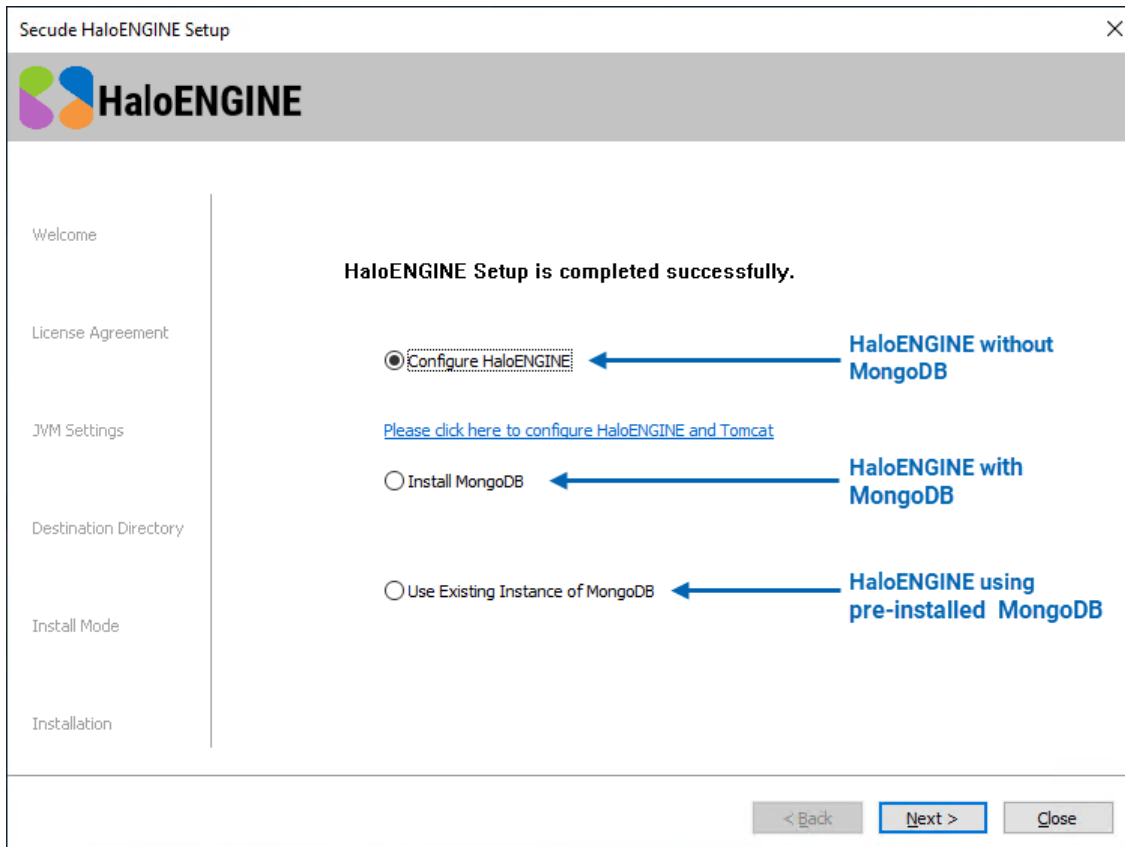 Secude HaloENGINE Setup
HaloENGINE
Welcome
License Agreement
JVM Settings
Destination Directory
Install Mode
Installation
HaloENGINE Setup is completed successfully.
Configure HaloENGINE
HaloENGINE without
MongoDB
Please click here to configure HaloENGINE and Tomcat
Install MongoDB
HaloENGINE with
MongoDB
Use Existing Instance of MongoDB
HaloENGINE using
pre-installed MongoDB
< Back
Next >
Close